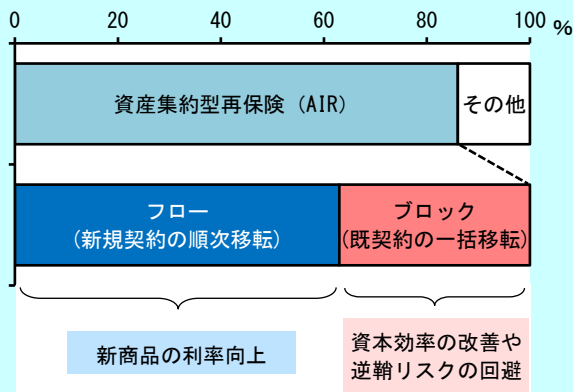 0 20 40 60 80 100 %
資産集約型再保険（AIR） その他
フロー
(新規契約の順次移転)
ブロック
(既契約の一括移転)
新商品の利率向上
資本効率の改善や
逆鞘リスクの回避